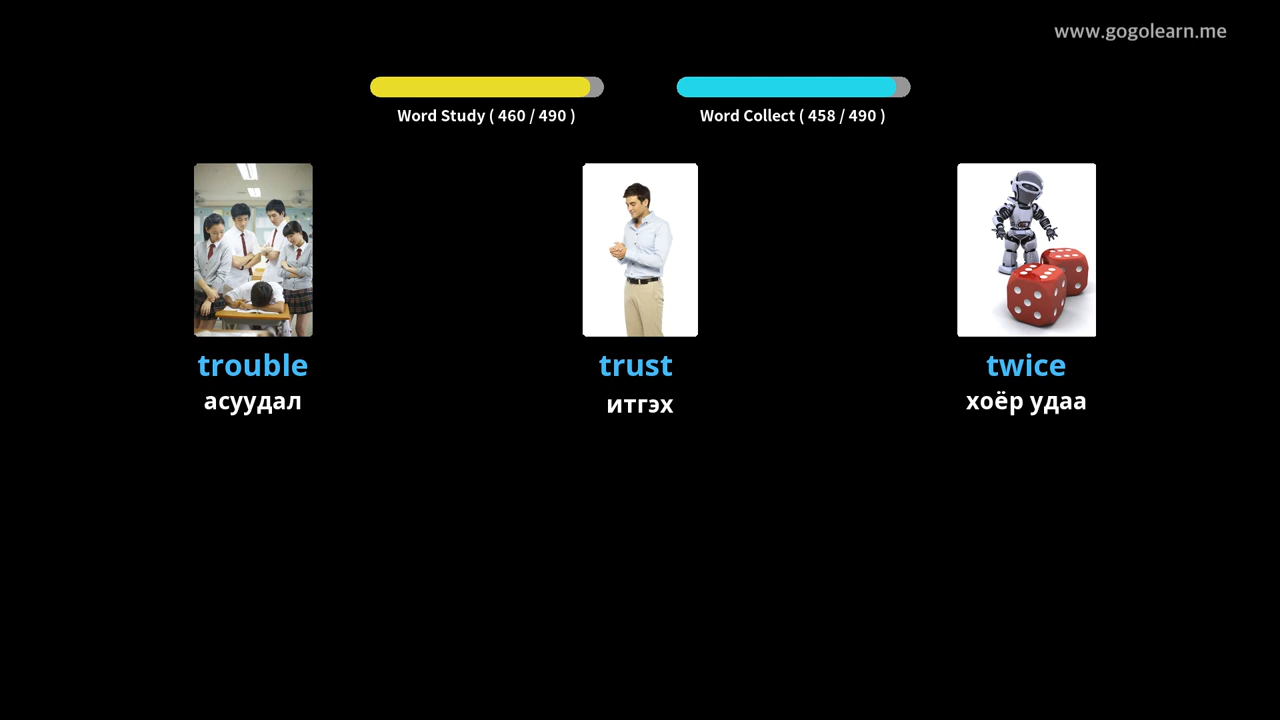 www.gogolearn.me
Word Study ( 460 / 490 )
Word Collect ( 458 / 490 )
trouble
асуудал
trust
итгэх
twice
хоёр удаа